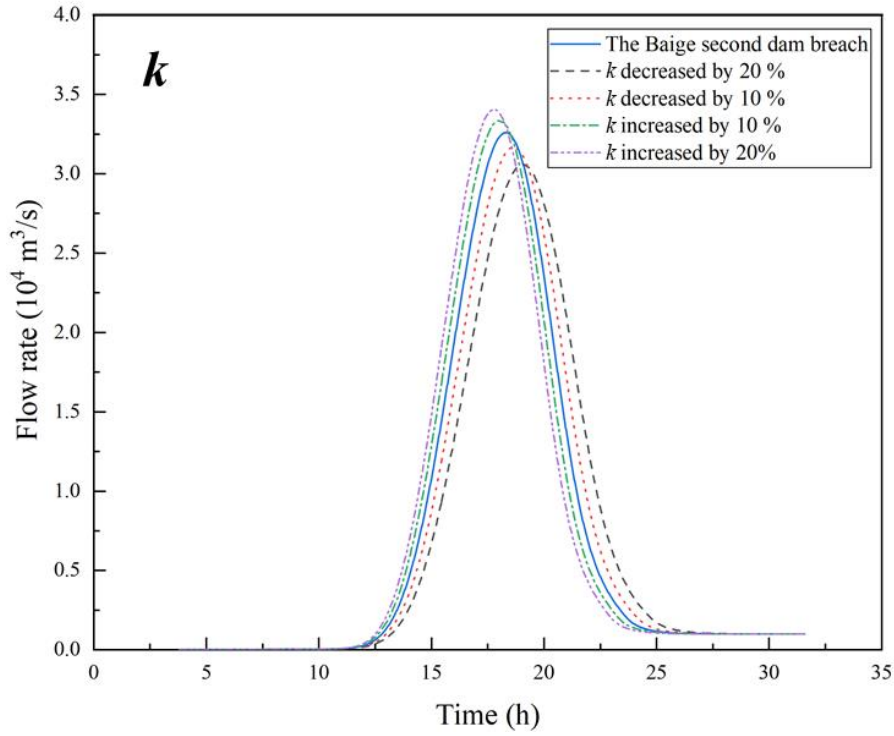 k
The Baige second dam breach
k decreased by 20 %
k decreased by 10 %
k increased by 10 %
k increased by 20%
4.0
3.5
3.0
2.5
2.0
1.5
1.0
0.5
0.0
Flow rate (10⁴ m³/s)
0 5 10 15 20 25 30 35
Time (h)